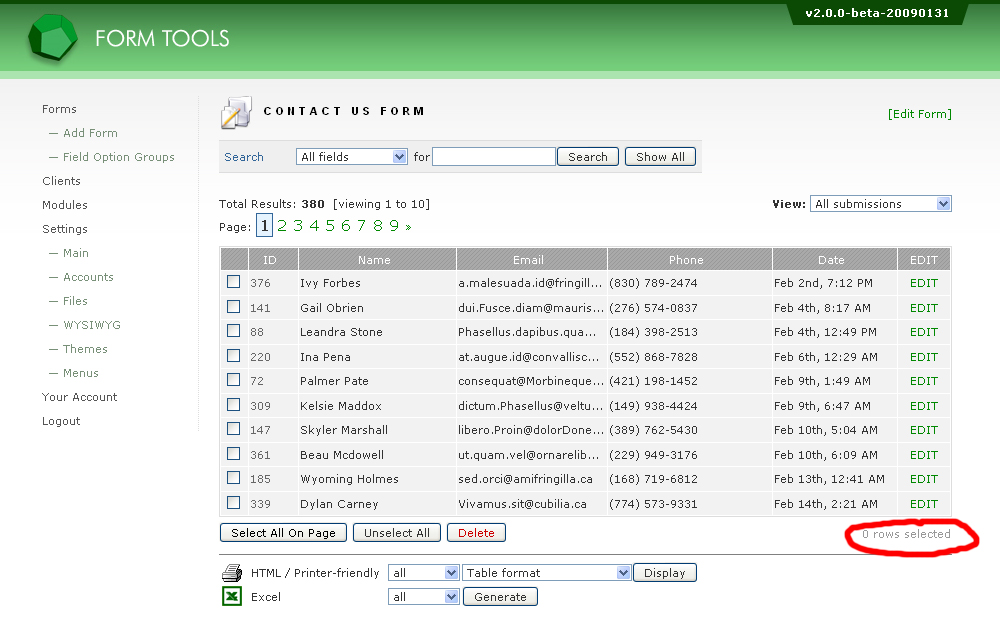 v2.0.0-beta-20090131
FORM TOOLS
Forms
— Add Form
— Field Option Groups
Clients
Modules
Settings
— Main
— Accounts
— Files
— WYSIWYG
— Themes
— Menus
Your Account
Logout
CONTACT US FORM
[Edit Form]
Search All fields for Search Show All
Total Results: 380 [viewing 1 to 10]
View: All submissions
Page: 1 2 3 4 5 6 7 8 9 »
ID Name Email Phone Date EDIT
376 Ivy Forbes a.malesuada.id@fringill... (830) 789-2474 Feb 2nd, 7:12 PM EDIT
141 Gail Obrien dui.Fusce.diam@mauris... (276) 574-0837 Feb 4th, 8:17 AM EDIT
88 Leandra Stone Phasellus.dapibus.qua... (184) 398-2513 Feb 4th, 12:49 PM EDIT
220 Ina Pena at.augue.id@convallisc... (552) 868-7828 Feb 6th, 12:29 AM EDIT
72 Palmer Pate consequat@Morbineque... (421) 198-1452 Feb 9th, 1:49 AM EDIT
309 Kelsie Maddox dictum.Phasellus@veltu... (149) 938-4424 Feb 9th, 6:47 AM EDIT
147 Skyler Marshall libero.Proin@dolorDone... (389) 762-5430 Feb 10th, 5:04 AM EDIT
361 Beau Mcdowell ut.quam.vel@ornarelib... (229) 949-3176 Feb 10th, 6:09 AM EDIT
185 Wyoming Holmes sed.orci@amifringilla.ca (168) 719-6812 Feb 13th, 12:41 AM EDIT
339 Dylan Carney Vivamus.sit@cubilia.ca (774) 573-9331 Feb 14th, 2:21 AM EDIT
Select All On Page Unselect All Delete 0 rows selected
HTML / Printer-friendly all Table format Display
Excel all Generate